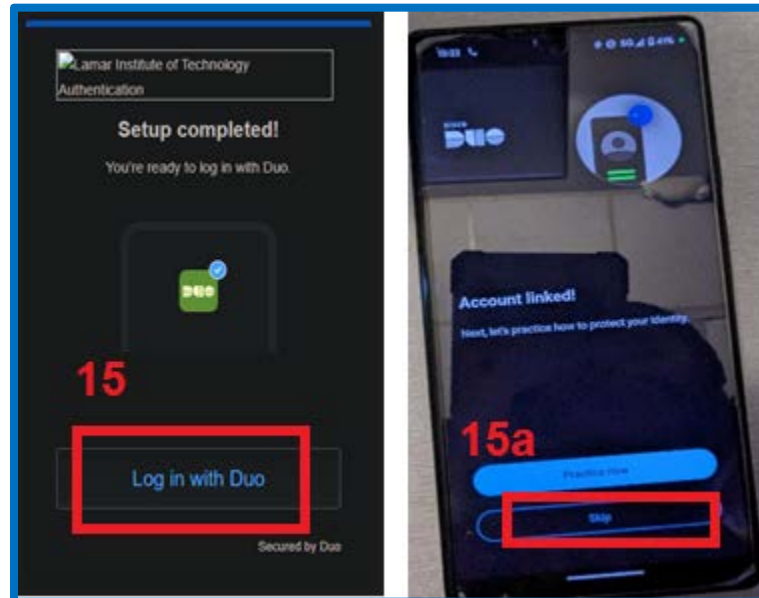 Lamar Institute of Technology
Authentication
Setup completed!
You're ready to log in with Duo.
DUO
15
Log in with Duo
Secured by Duo
5G
41%
DUO
Account linked!
Next, let's practice how to protect your identity.
15a
Practice now
Skip